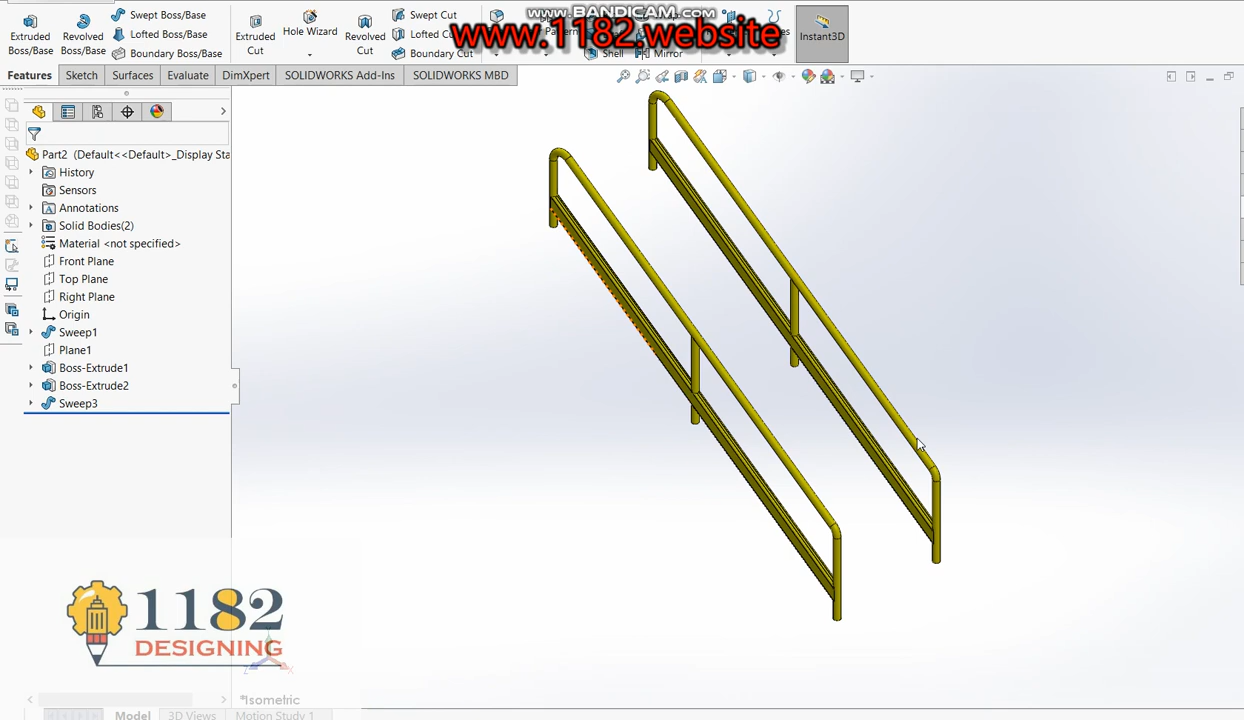 www.BANDICAM.com
www.1182.website
Extruded Boss/Base
Revolved Boss/Base
Swept Boss/Base
Lofted Boss/Base
Boundary Boss/Base
Extruded Cut
Hole Wizard
Revolved Cut
Swept Cut
Lofted Cut
Boundary Cut
Shell
Mirror
Instant3D
Features
Sketch
Surfaces
Evaluate
DimXpert
SOLIDWORKS Add-Ins
SOLIDWORKS MBD
Part2 (Default<<Default>_Display Sta
History
Sensors
Annotations
Solid Bodies(2)
Material <not specified>
Front Plane
Top Plane
Right Plane
Origin
Sweep1
Plane1
Boss-Extrude1
Boss-Extrude2
Sweep3
1182
DESIGNING
*Isometric
Model
3D Views
Motion Study 1